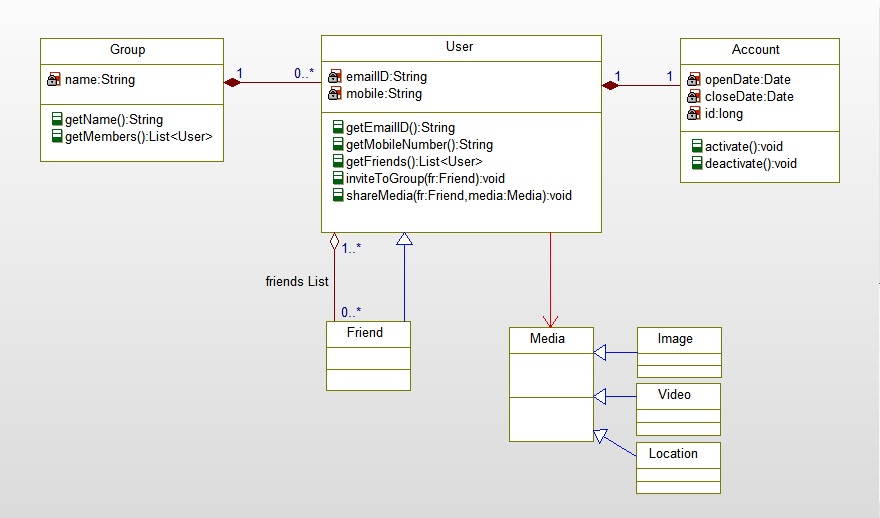 Group
name:String
getName():String
getMembers():List<User>
1
0..*
User
emailID:String
mobile:String
getEmailID():String
getMobileNumber():String
getFriends():List<User>
inviteToGroup(fr:Friend):void
shareMedia(fr:Friend,media:Media):void
1
1
Account
openDate:Date
closeDate:Date
id:long
activate():void
deactivate():void
1..*
friends List
0..*
Friend
Media
Image
Video
Location